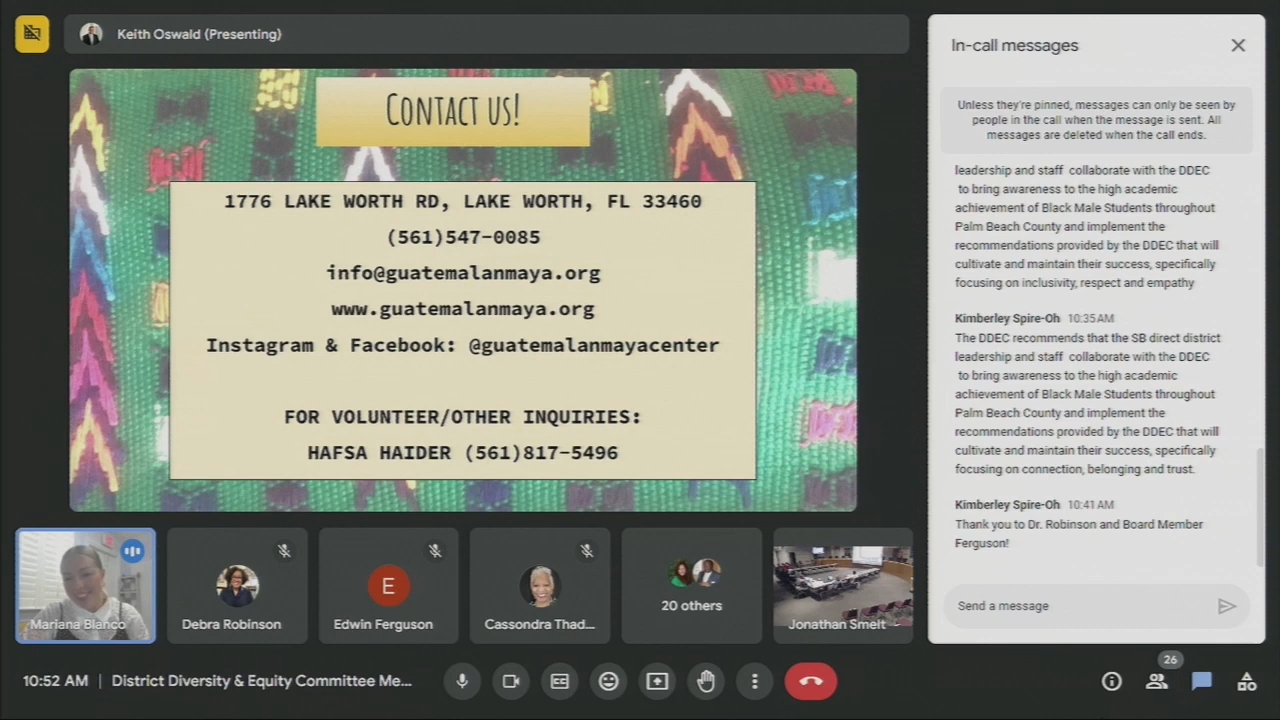 Keith Oswald (Presenting)
CONTACT US!
1776 LAKE WORTH RD, LAKE WORTH, FL 33460
(561)547-0085
info@guatemalanmaya.org
www.guatemalanmaya.org
Instagram & Facebook: @guatemalanmayacenter
FOR VOLUNTEER/OTHER INQUIRIES:
HAFSA HAIDER (561)817-5496
Mariana Blanco
Debra Robinson
E
Edwin Ferguson
Cassondra Thad...
20 others
Jonathan Smelt
10:52 AM | District Diversity & Equity Committee Me...
In-call messages
Unless they're pinned, messages can only be seen by
people in the call when the message is sent. All
messages are deleted when the call ends.
leadership and staff collaborate with the DDEC
to bring awareness to the high academic
achievement of Black Male Students throughout
Palm Beach County and implement the
recommendations provided by the DDEC that will
cultivate and maintain their success, specifically
focusing on inclusivity, respect and empathy
Kimberley Spire-Oh 10:35 AM
The DDEC recommends that the SB direct district
leadership and staff collaborate with the DDEC
to bring awareness to the high academic
achievement of Black Male Students throughout
Palm Beach County and implement the
recommendations provided by the DDEC that will
cultivate and maintain their success, specifically
focusing on connection, belonging and trust.
Kimberley Spire-Oh 10:41 AM
Thank you to Dr. Robinson and Board Member
Ferguson!
Send a message
26